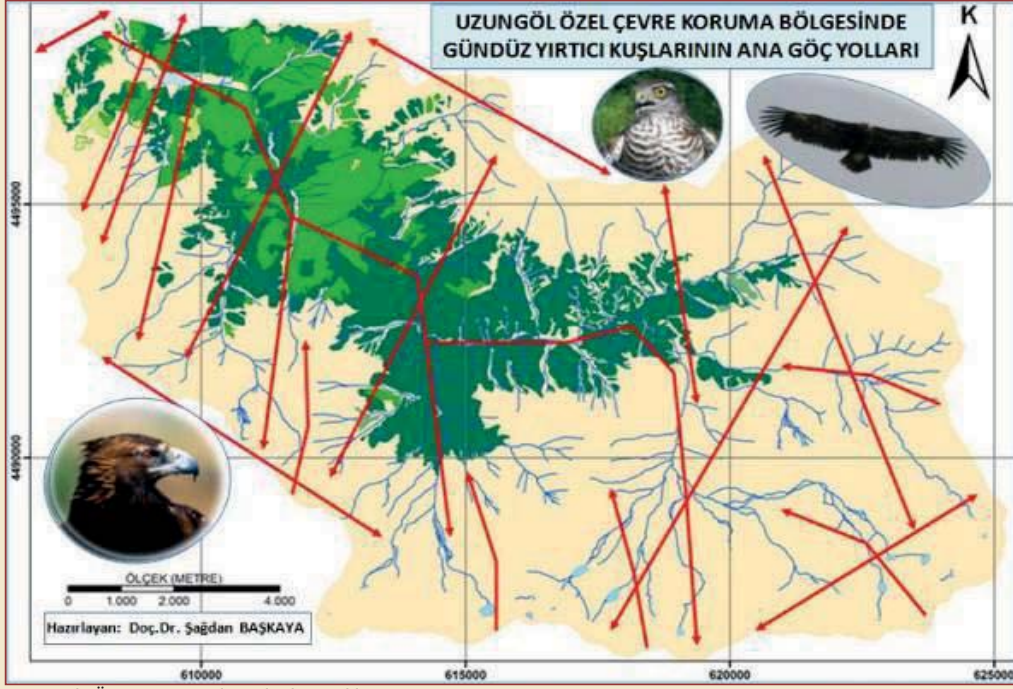 UZUNGÖL ÖZEL ÇEVRE KORUMA BÖLGESİNDE
GÜNDÜZ YIRTICI KUŞLARININ ANA GÖÇ YOLLARI
K
4495000
4490000
ÖLÇEK (METRE)
0 1.000 2.000 4.000
Hazırlayan: Doç.Dr. Şağdan BAŞKAYA
610000 615000 620000 625000